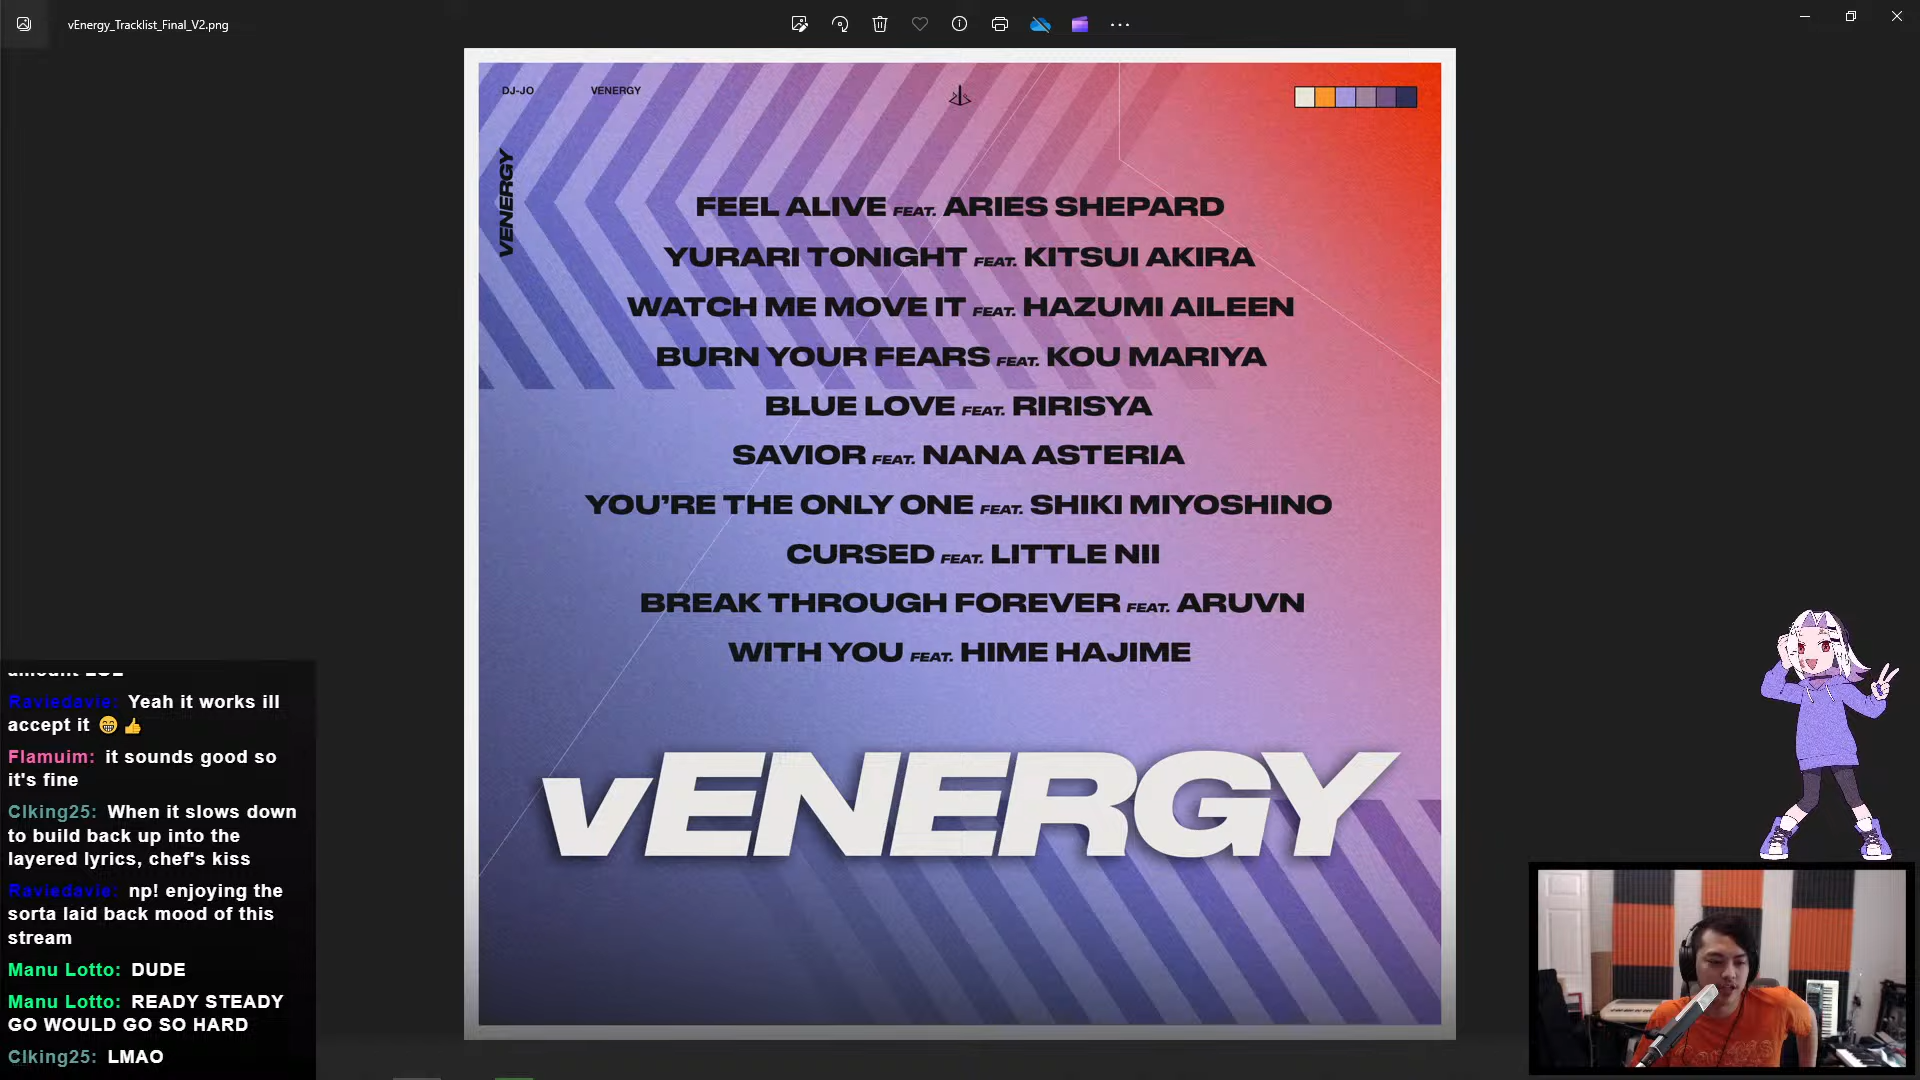 vEnergy_Tracklist_Final_V2.png
DJ-JO
VENERGY
VENERGY
FEEL ALIVE FEAT. ARIES SHEPARD
YURARI TONIGHT FEAT. KITSUI AKIRA
WATCH ME MOVE IT FEAT. HAZUMI AILEEN
BURN YOUR FEARS FEAT. KOU MARIYA
BLUE LOVE FEAT. RIRISYA
SAVIOR FEAT. NANA ASTERIA
YOU’RE THE ONLY ONE FEAT. SHIKI MIYOSHINO
CURSED FEAT. LITTLE NII
BREAK THROUGH FOREVER FEAT. ARUVN
WITH YOU FEAT. HIME HAJIME
vENERGY
Raviedavie: Yeah it works ill
accept it 😁👍
Flamuim: it sounds good so
it's fine
Clking25: When it slows down
to build back up into the
layered lyrics, chef's kiss
Raviedavie: np! enjoying the
sorta laid back mood of this
stream
Manu Lotto: DUDE
Manu Lotto: READY STEADY
GO WOULD GO SO HARD
Clking25: LMAO